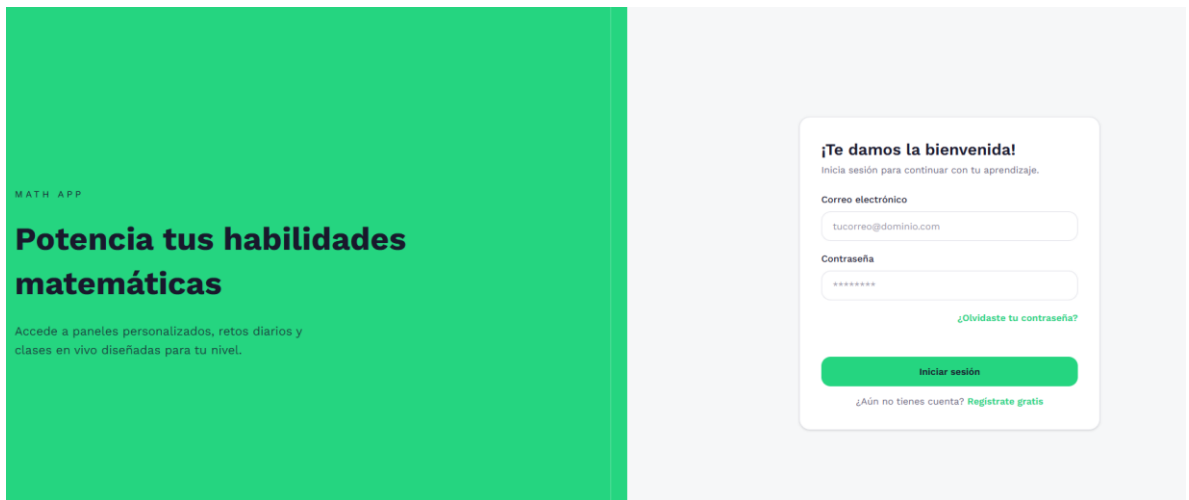 MATH APP
Potencia tus habilidades
matemáticas
Accede a paneles personalizados, retos diarios y
clases en vivo diseñadas para tu nivel.
¡Te damos la bienvenida!
Inicia sesión para continuar con tu aprendizaje.
Correo electrónico
tucorreo@dominio.com
Contraseña
********
¿Olvidaste tu contraseña?
Iniciar sesión
¿Aún no tienes cuenta? Regístrate gratis